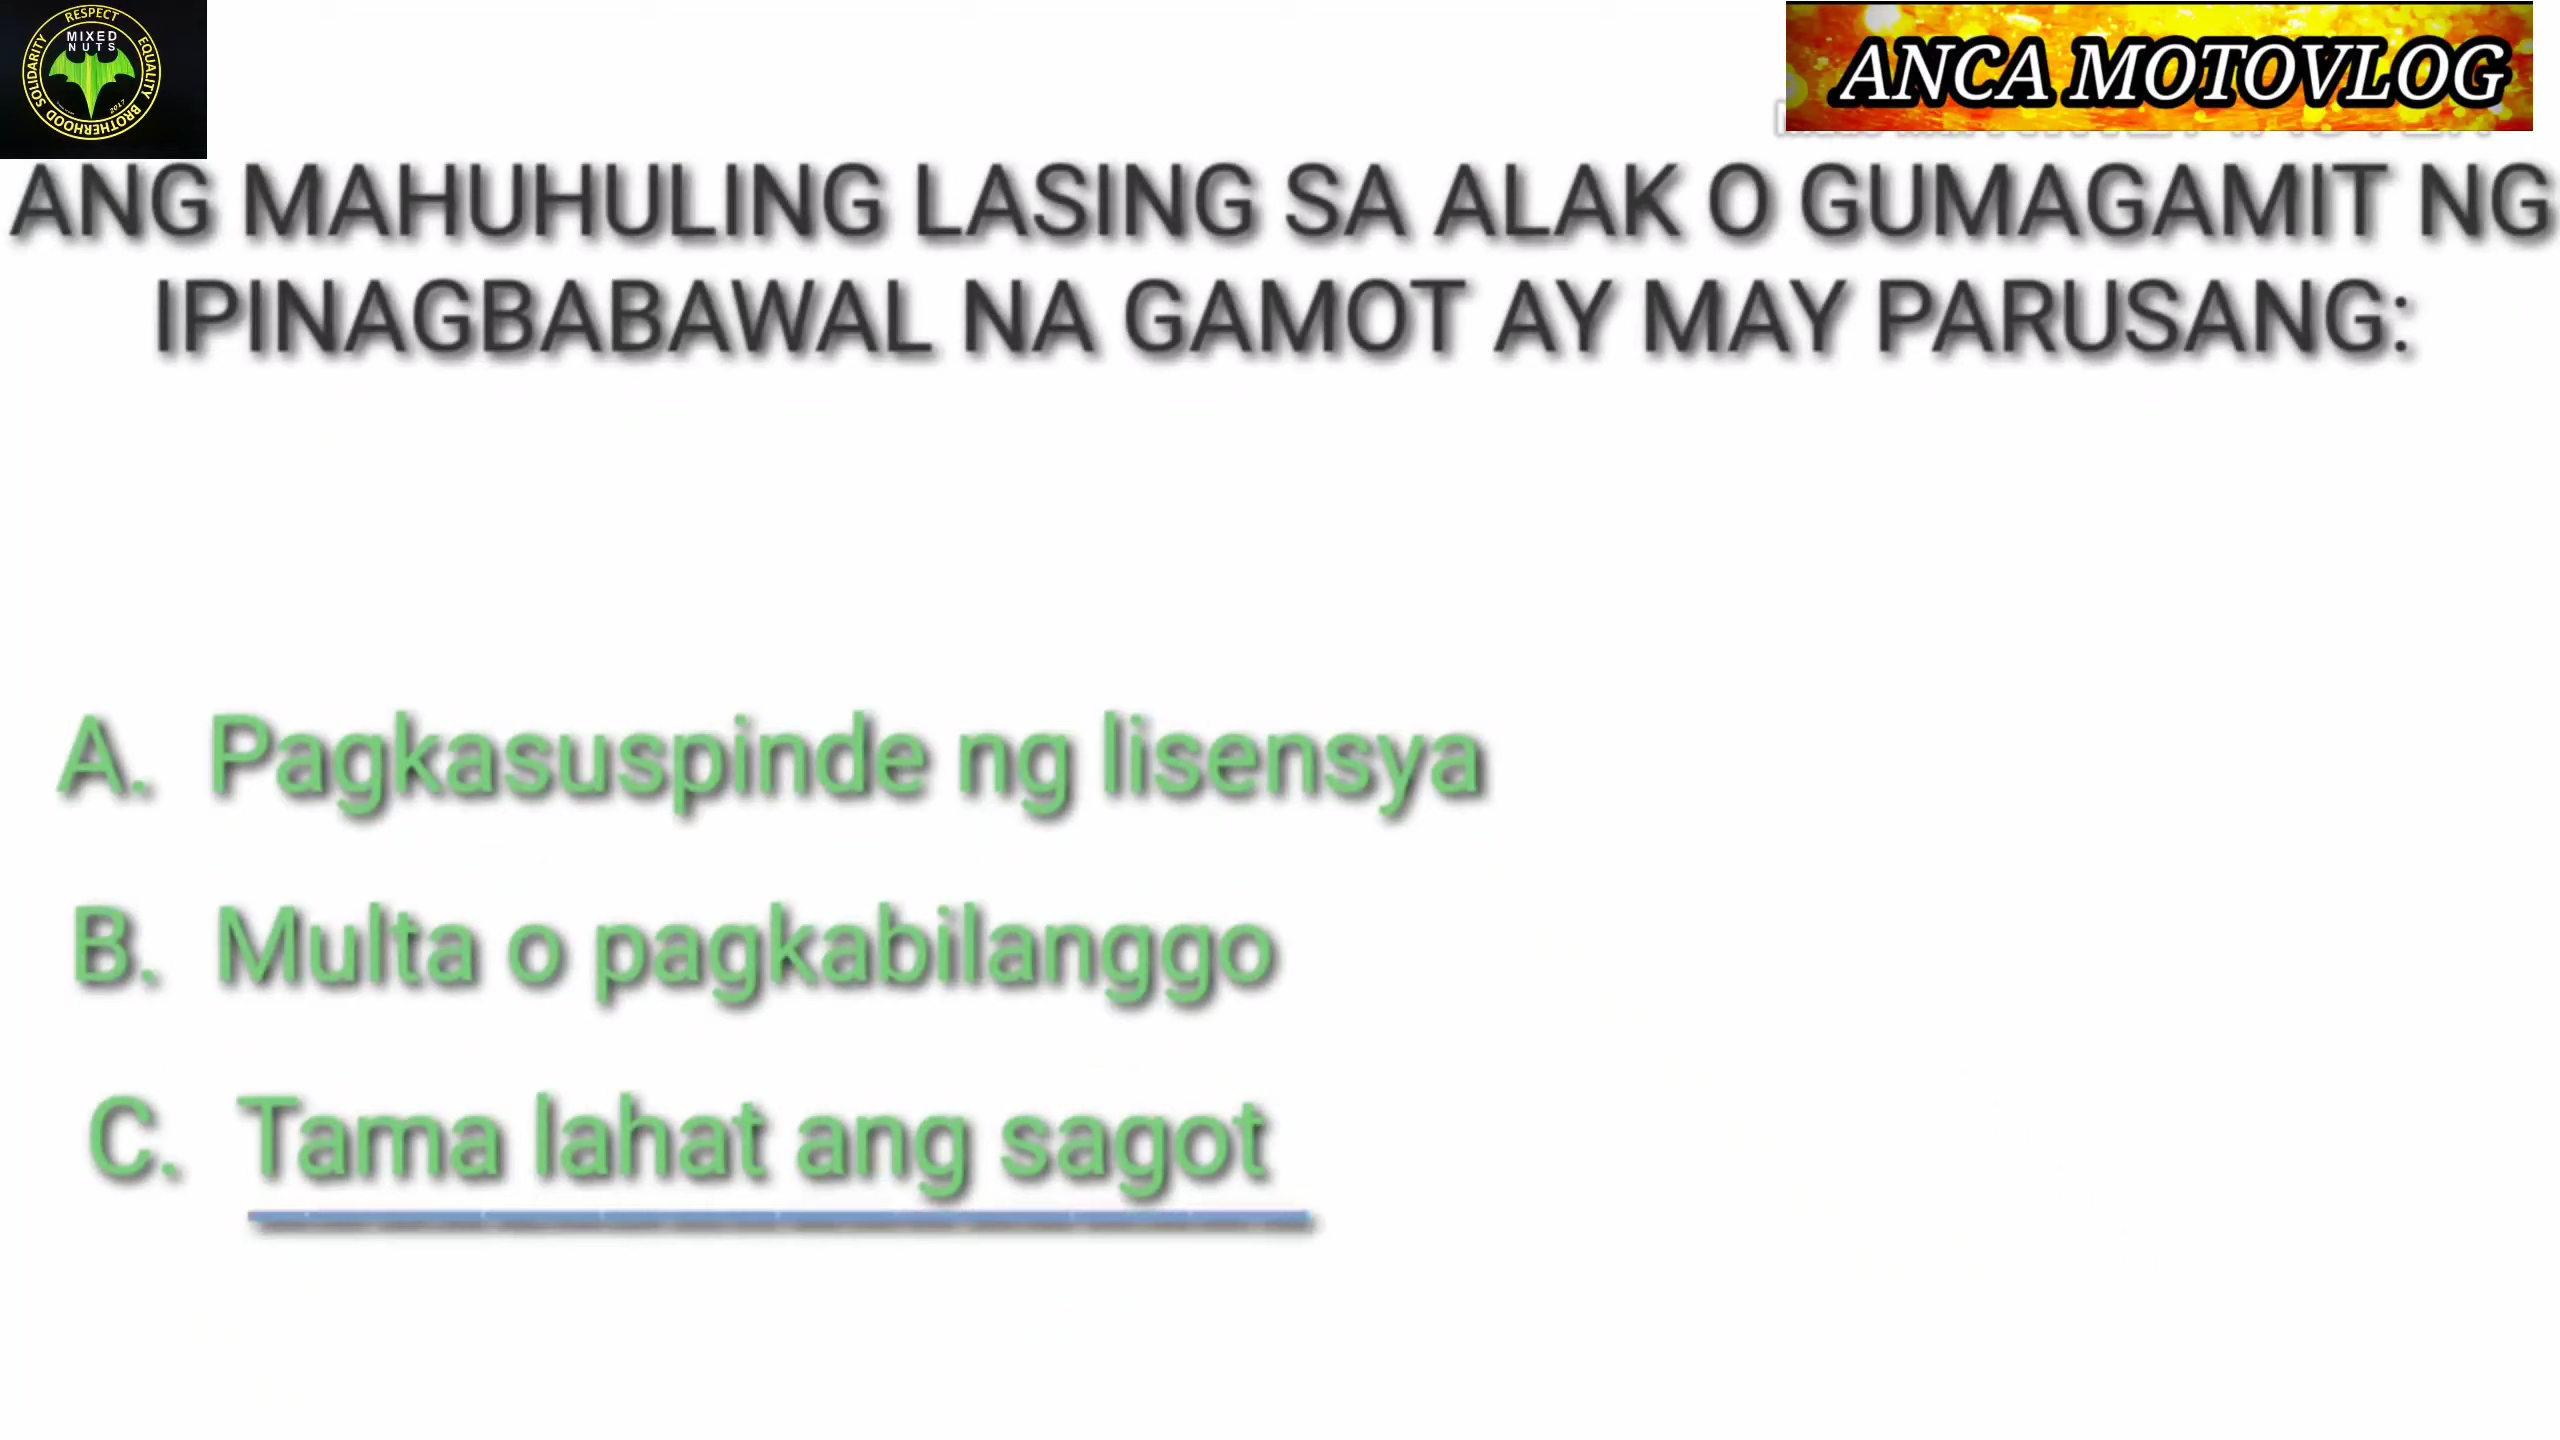 RESPECT
MIXED
NUTS
SOLIDARITY
EQUALITY
BROTHERHOOD
2017
ANCA MOTOVLOG
ANG MAHUHULING LASING SA ALAK O GUMAGAMIT NG
IPINAGBABAWAL NA GAMOT AY MAY PARUSANG:
A. Pagkasuspinde ng lisensya
B. Multa o pagkabilanggo
C. Tama lahat ang sagot